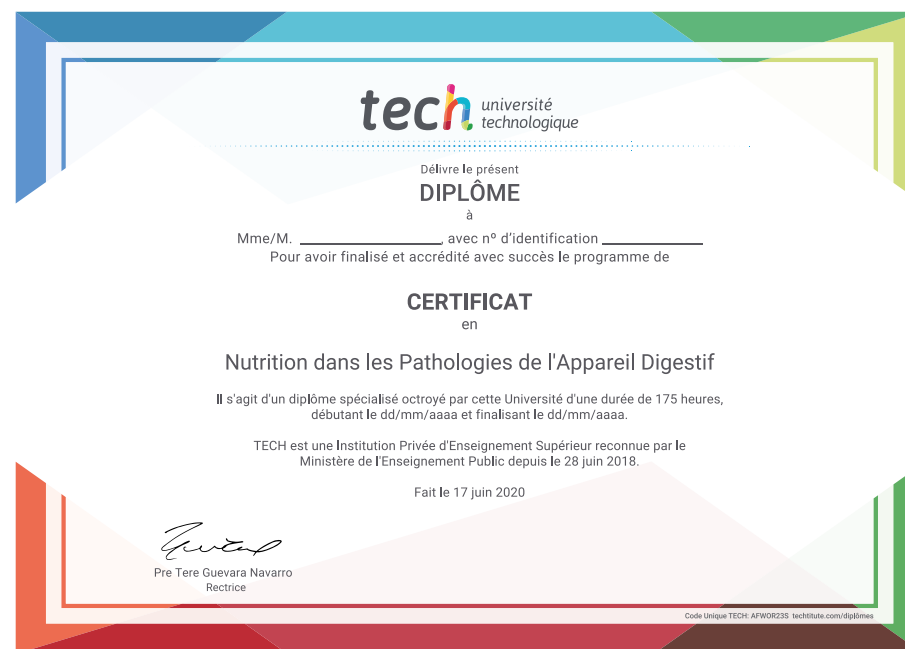 tech université
technologique
Délivre le présent
DIPLÔME
à
Mme/M. ____________________, avec nº d'identification ______________
Pour avoir finalisé et accrédité avec succès le programme de
CERTIFICAT
en
Nutrition dans les Pathologies de l'Appareil Digestif
Il s'agit d'un diplôme spécialisé octroyé par cette Université d'une durée de 175 heures,
débutant le dd/mm/aaaa et finalisant le dd/mm/aaaa.
TECH est une Institution Privée d'Enseignement Supérieur reconnue par le
Ministère de l'Enseignement Public depuis le 28 juin 2018.
Fait le 17 juin 2020
Pre Tere Guevara Navarro
Rectrice
Code Unique TECH: AFWOR23S techtitute.com/diplômes